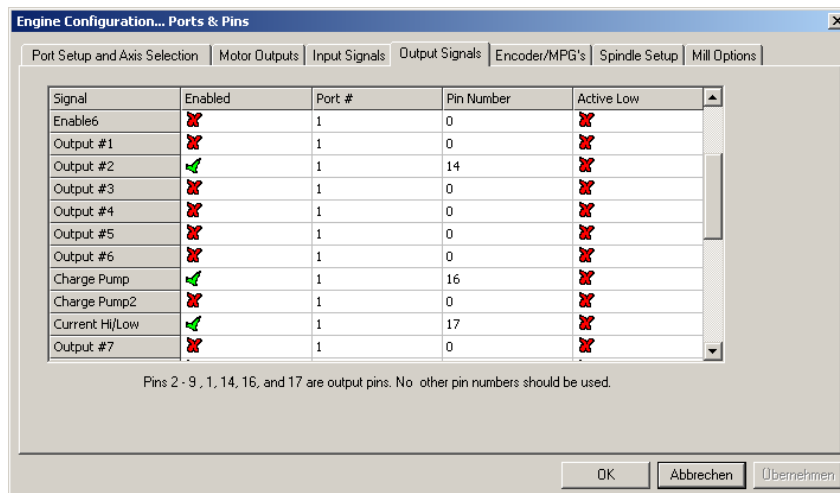 Engine Configuration... Ports & Pins
Port Setup and Axis Selection Motor Outputs Input Signals Output Signals Encoder/MPG's Spindle Setup Mill Options
Signal Enabled Port # Pin Number Active Low
Enable6 1 0
Output #1 1 0
Output #2 1 14
Output #3 1 0
Output #4 1 0
Output #5 1 0
Output #6 1 0
Charge Pump 1 16
Charge Pump2 1 0
Current Hi/Low 1 17
Output #7 1 0
Pins 2 - 9 , 1, 14, 16, and 17 are output pins. No other pin numbers should be used.
OK Abbrechen Übernehmen